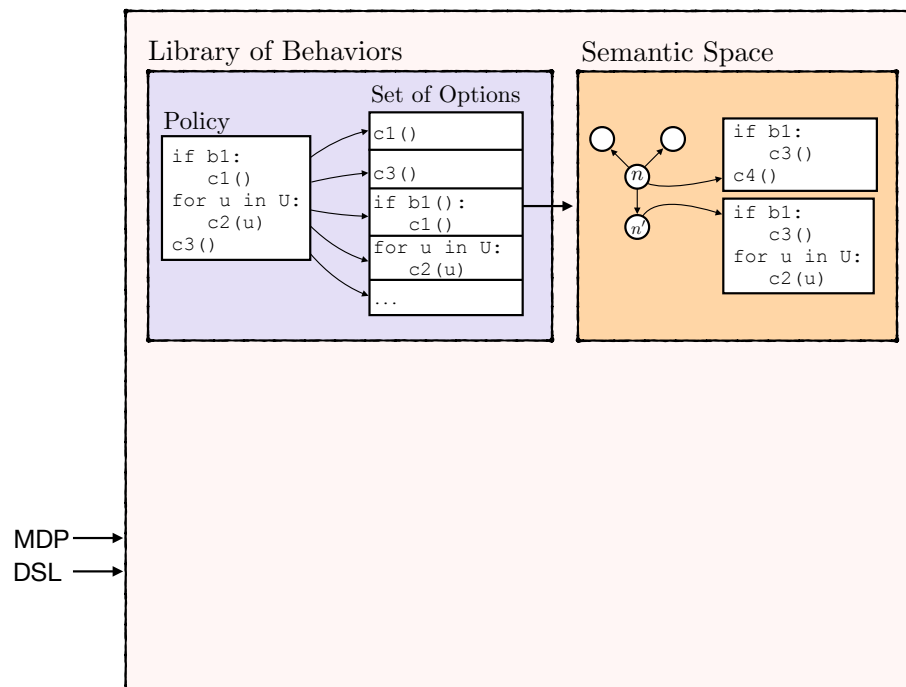 Library of Behaviors
Semantic Space
Policy
if b1:
    c1()
for u in U:
    c2(u)
c3()
Set of Options
c1()
c3()
if b1():
    c1()
for u in U:
    c2(u)
...
n
n'
if b1:
    c3()
c4()
if b1:
    c3()
for u in U:
    c2(u)
MDP
DSL